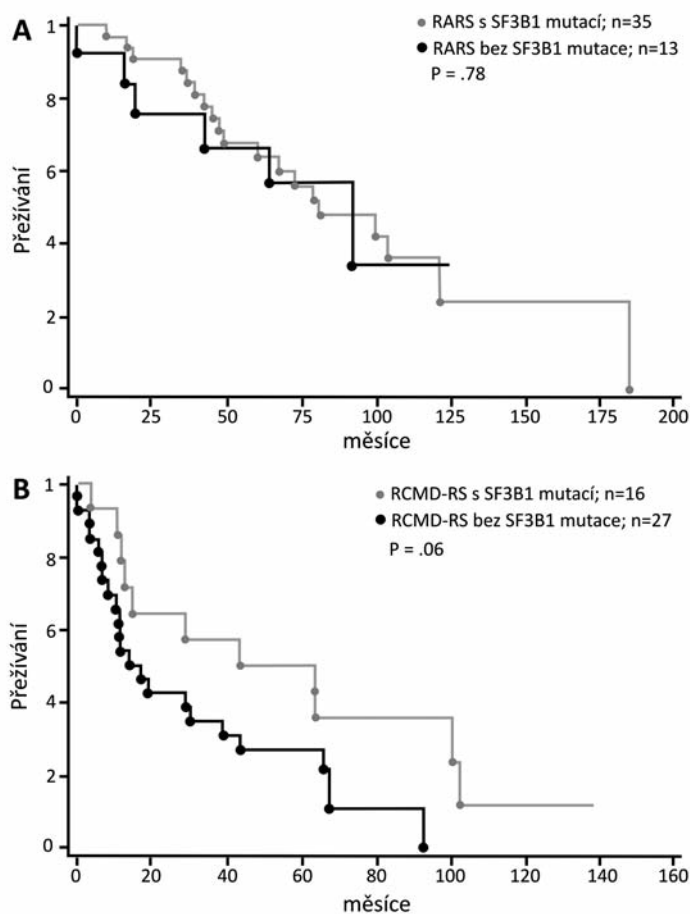 A
RARS s SF3B1 mutací; n=35
RARS bez SF3B1 mutace; n=13
P = .78
Přežívání
1
8
6
4
2
0
0 25 50 75 100 125 150 175 200
měsíce
B
RCMD-RS s SF3B1 mutací; n=16
RCMD-RS bez SF3B1 mutace; n=27
P = .06
Přežívání
1
8
6
4
2
0
0 20 40 60 80 100 120 140 160
měsíce